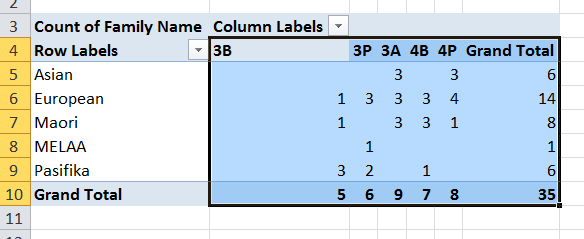 3 Count of Family Name Column Labels
4 Row Labels 3B 3P 3A 4B 4P Grand Total
5 Asian 3 3 6
6 European 1 3 3 3 4 14
7 Maori 1 3 3 1 8
8 MELAA 1 1
9 Pasifika 3 2 1 6
10 Grand Total 5 6 9 7 8 35
11